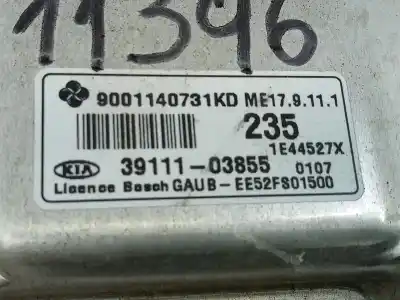 11396
9001140731KD ME17.9.11.1
235
1E44527X
KIA 39111-03855 0107
Licence Bosch GAUB-EE52FS01500